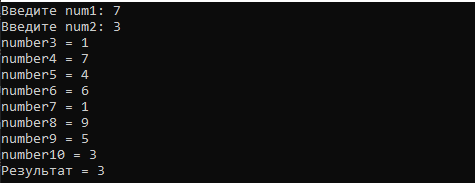 Введите num1: 7
Введите num2: 3
number3 = 1
number4 = 7
number5 = 4
number6 = 6
number7 = 1
number8 = 9
number9 = 5
number10 = 3
Результат = 3